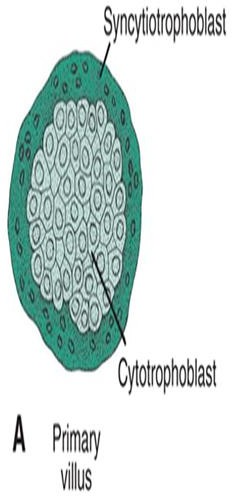 Syncytiotrophoblast
Cytotrophoblast
A Primary
villus